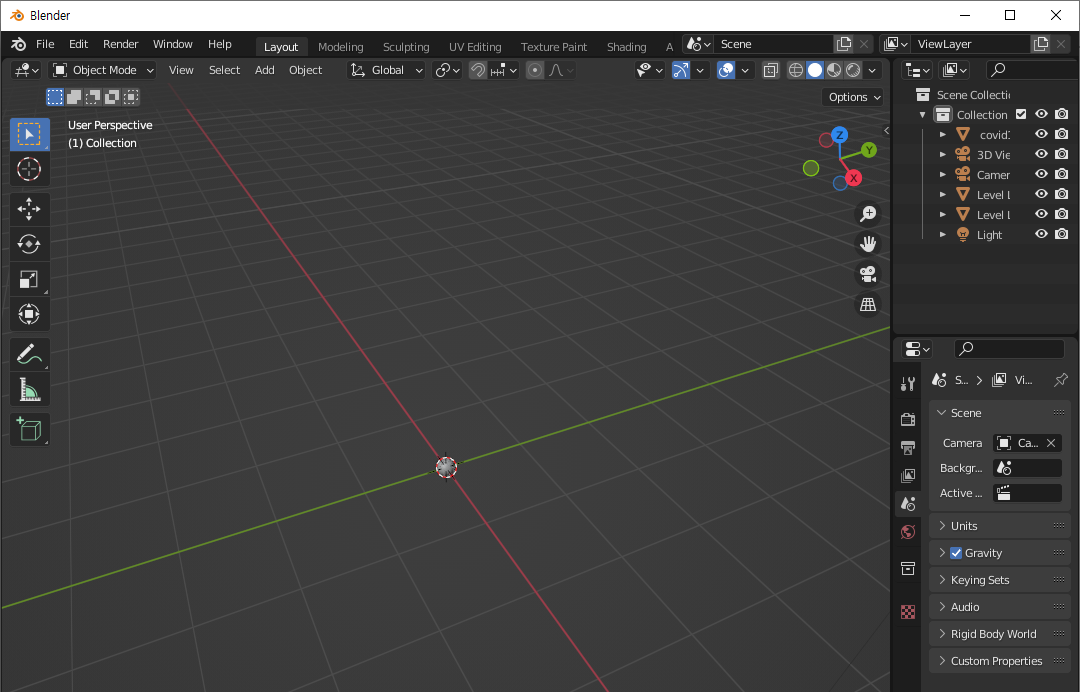 Blender
File Edit Render Window Help Layout Modeling Sculpting UV Editing Texture Paint Shading A Scene ViewLayer
Object Mode View Select Add Object Global
Options
User Perspective
(1) Collection
Z
Y
X
Scene Collecti
Collection
covid1
3D Vie
Camer
Level L
Level L
Light
S... Vi...
Scene
Camera Ca...
Backgr...
Active ...
Units
Gravity
Keying Sets
Audio
Rigid Body World
Custom Properties